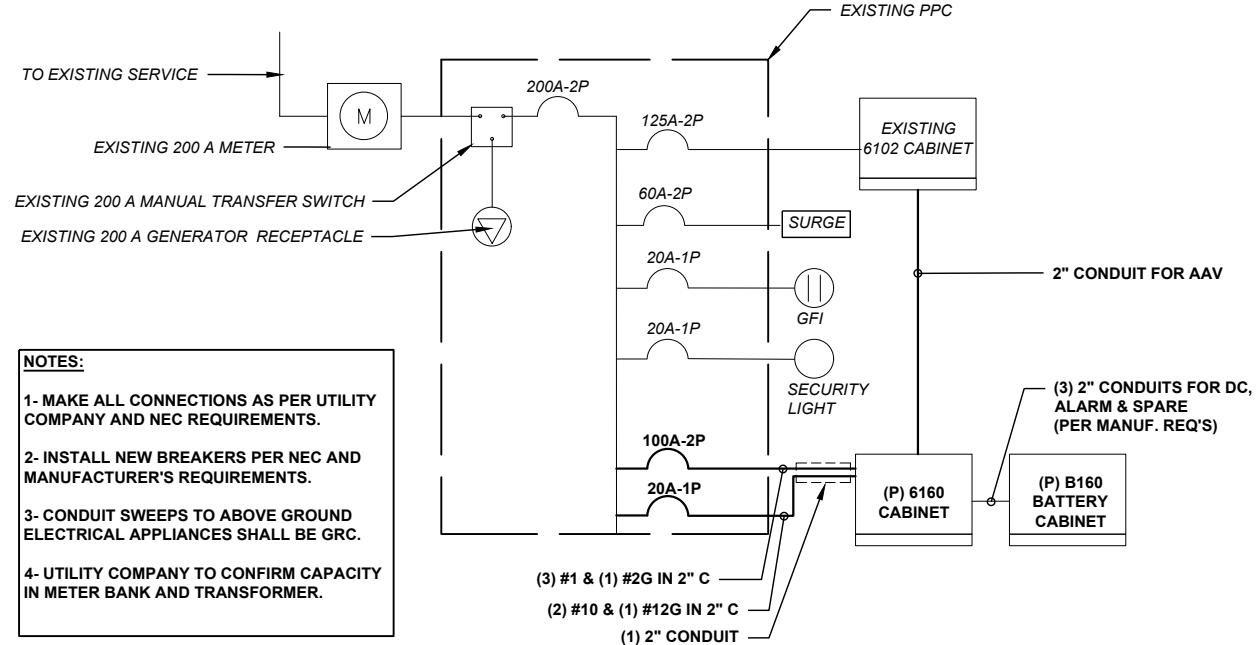 EXISTING PPC
TO EXISTING SERVICE
M
EXISTING 200 A METER
EXISTING 200 A MANUAL TRANSFER SWITCH
EXISTING 200 A GENERATOR RECEPTACLE
200A-2P
125A-2P
EXISTING
6102 CABINET
60A-2P
SURGE
20A-1P
GFI
20A-1P
SECURITY
LIGHT
2" CONDUIT FOR AAV
100A-2P
20A-1P
(P) 6160
CABINET
(P) B160
BATTERY
CABINET
(3) 2" CONDUITS FOR DC,
ALARM & SPARE
(PER MANUF. REQ'S)
(3) #1 & (1) #2G IN 2" C
(2) #10 & (1) #12G IN 2" C
(1) 2" CONDUIT
NOTES:
1- MAKE ALL CONNECTIONS AS PER UTILITY
COMPANY AND NEC REQUIREMENTS.
2- INSTALL NEW BREAKERS PER NEC AND
MANUFACTURER'S REQUIREMENTS.
3- CONDUIT SWEEPS TO ABOVE GROUND
ELECTRICAL APPLIANCES SHALL BE GRC.
4- UTILITY COMPANY TO CONFIRM CAPACITY
IN METER BANK AND TRANSFORMER.